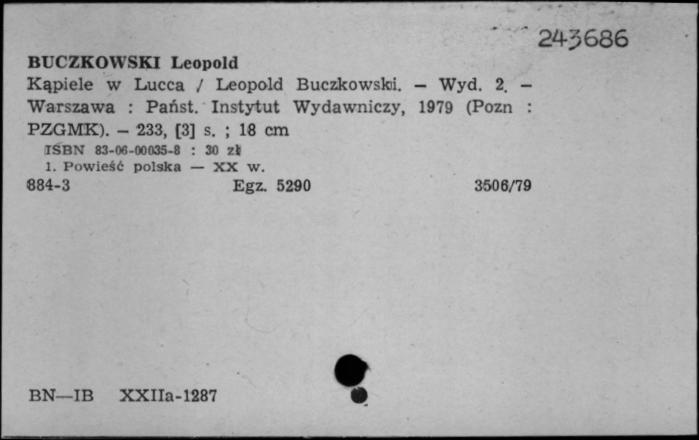 243686
BUCZKOWSKI Leopold
Kąpiele w Lucca / Leopold Buczkowski. — Wyd. 2. —
Warszawa : Państ. Instytut Wydawniczy, 1979 (Pozn :
PZGMK). — 233, [3] s. ; 18 cm
ISBN 83-06-00035-8 : 30 zł
1. Powieść polska — XX w.
884-3 Egz. 5290 3506/79
BN—IB XXIIa-1287